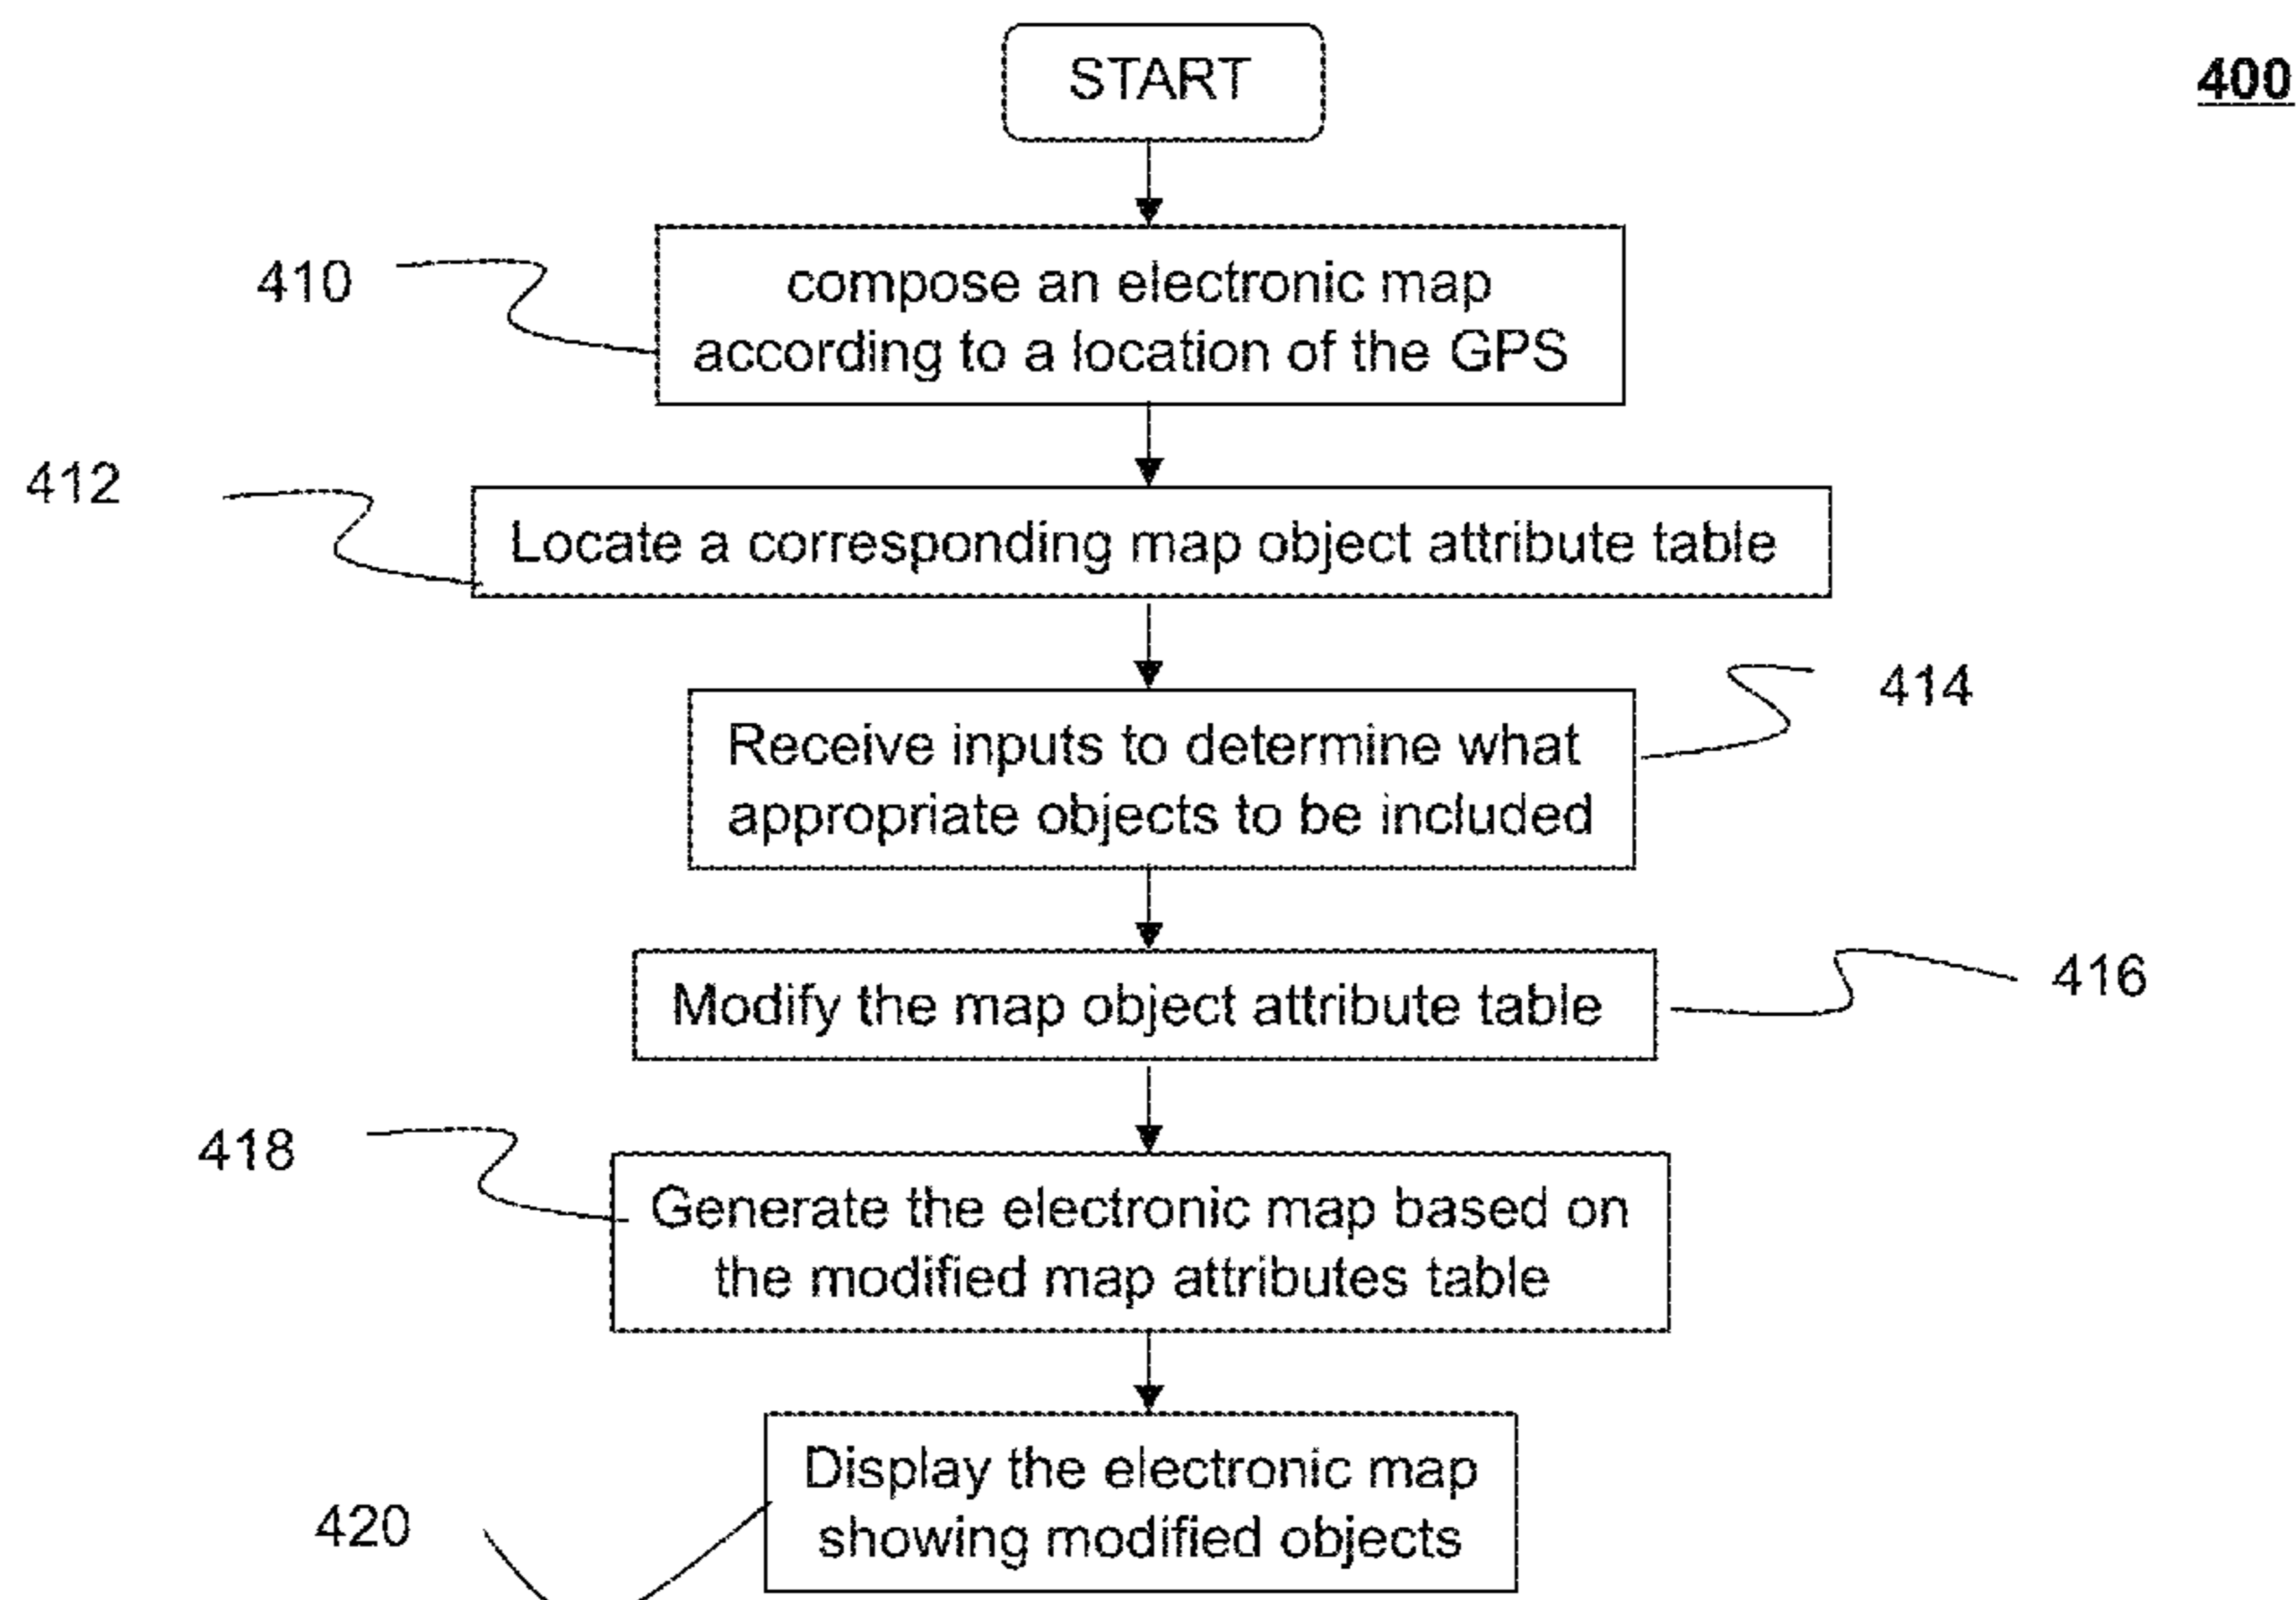 START
400
410
compose an electronic map
according to a location of the GPS
412
Locate a corresponding map object attribute table
414
Receive inputs to determine what
appropriate objects to be included
416
Modify the map object attribute table
418
Generate the electronic map based on
the modified map attributes table
420
Display the electronic map
showing modified objects